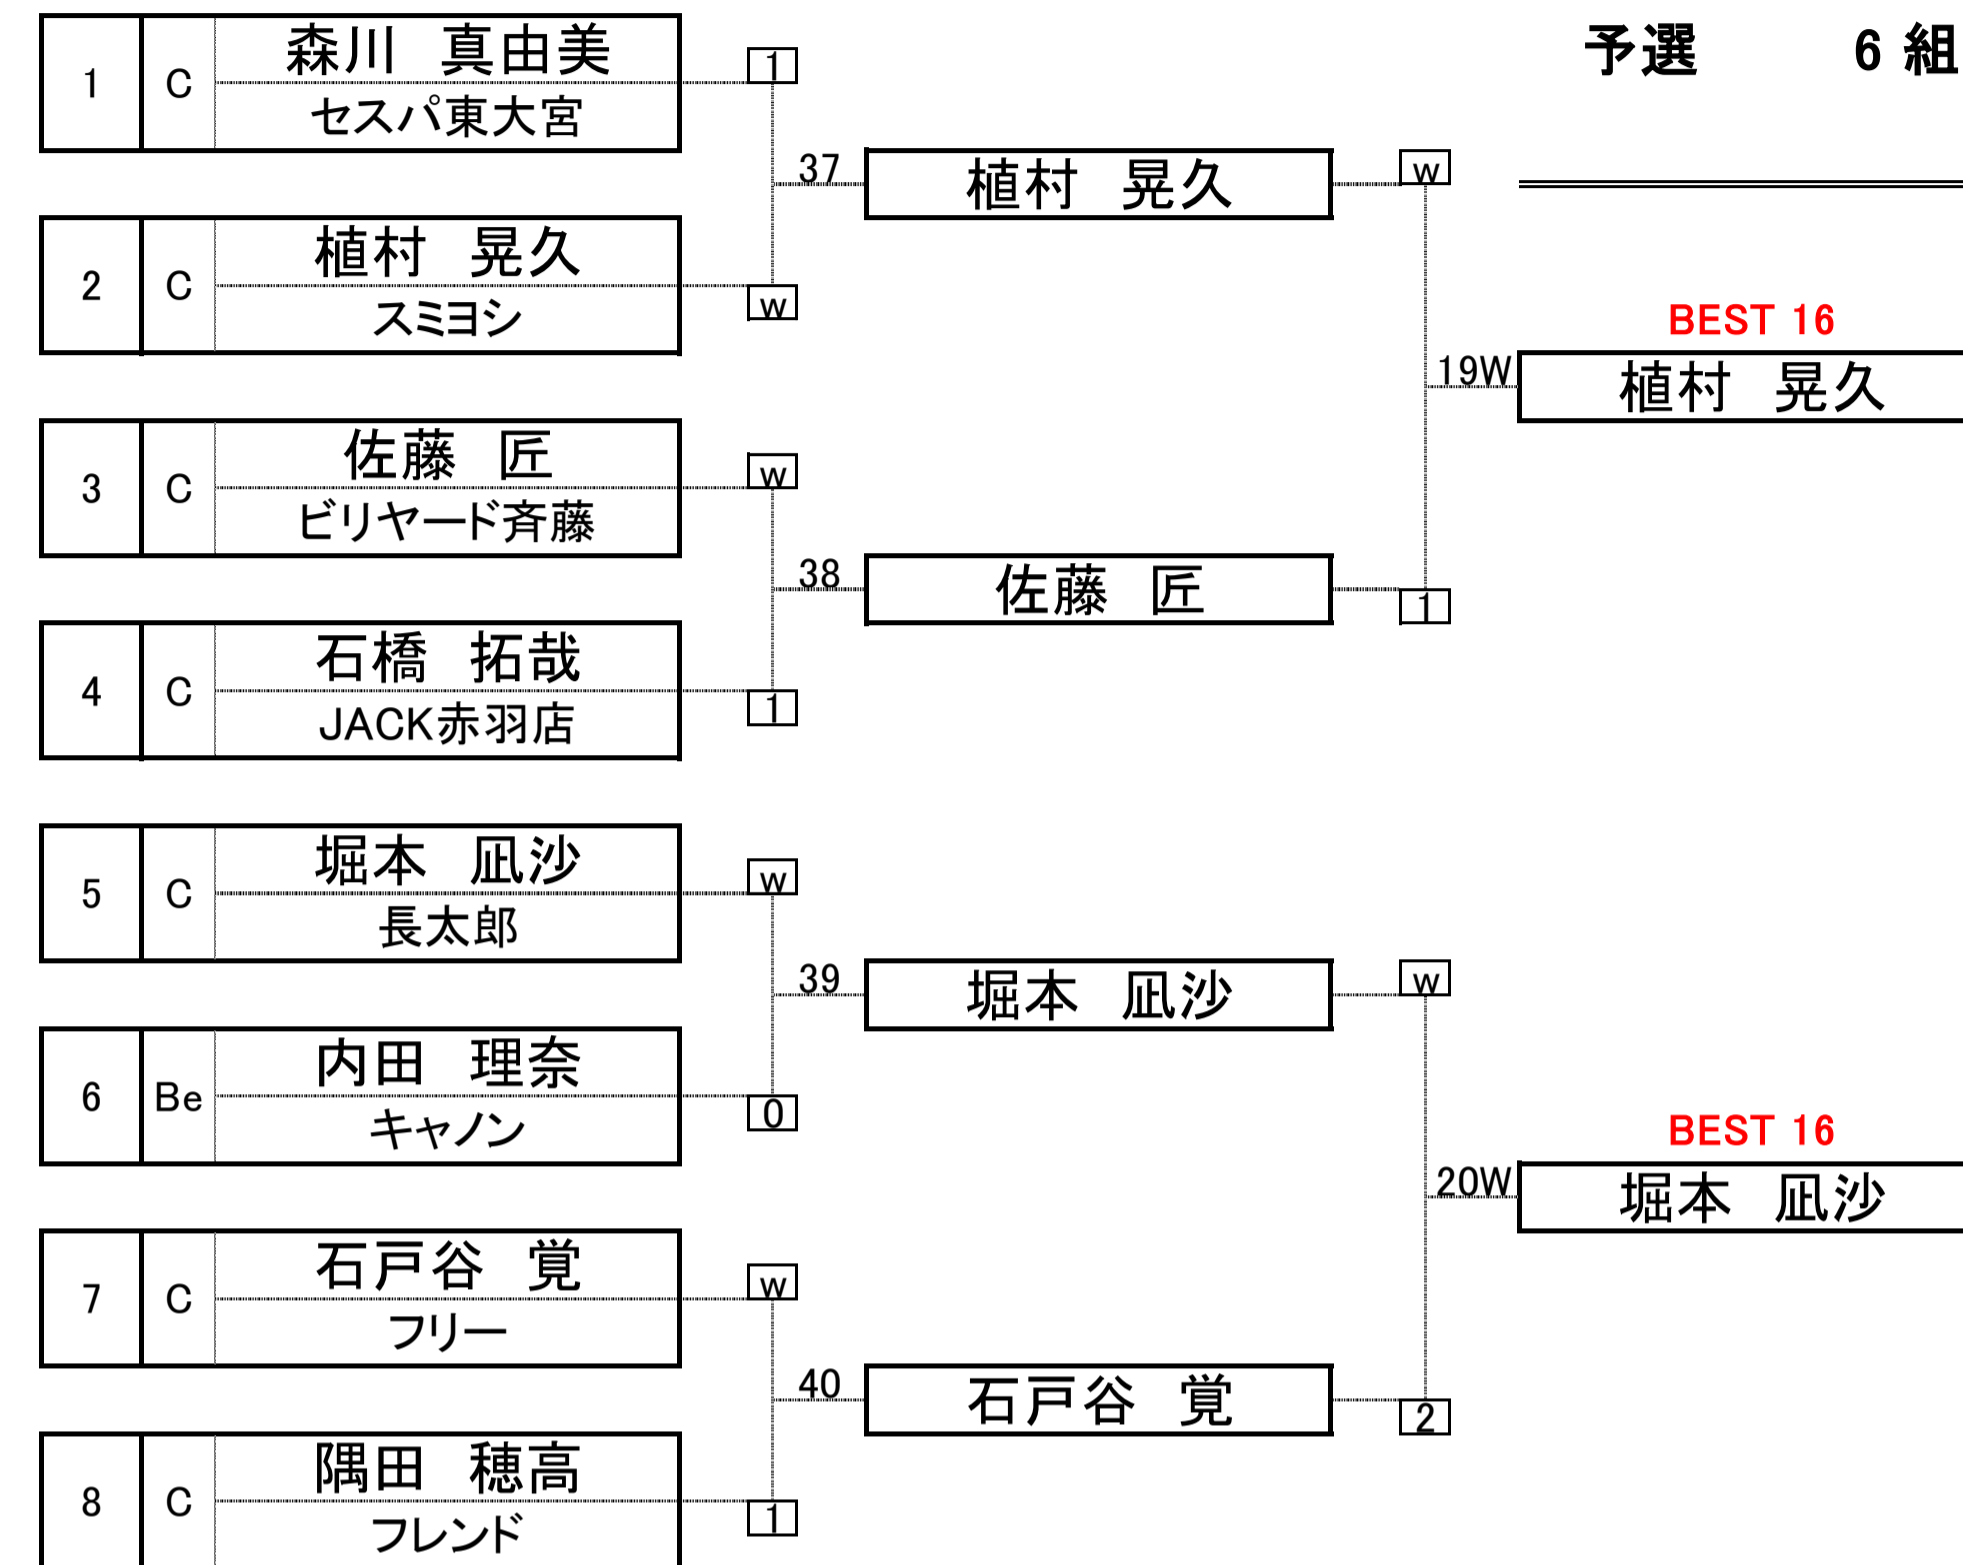 予選 6 組
1 C 森川 真由美 1
セスパ東大宮
37 植村 晃久 w
2 C 植村 晃久 w
スミヨシ
BEST 16
19W 植村 晃久
3 C 佐藤 匠 w
ビリヤード斉藤
38 佐藤 匠 1
4 C 石橋 拓哉 1
JACK赤羽店
5 C 堀本 凪沙 w
長太郎
39 堀本 凪沙 w
6 Be 内田 理奈 0
キャノン
BEST 16
20W 堀本 凪沙
7 C 石戸谷 覚 w
フリー
40 石戸谷 覚 2
8 C 隅田 穂高 1
フレンド